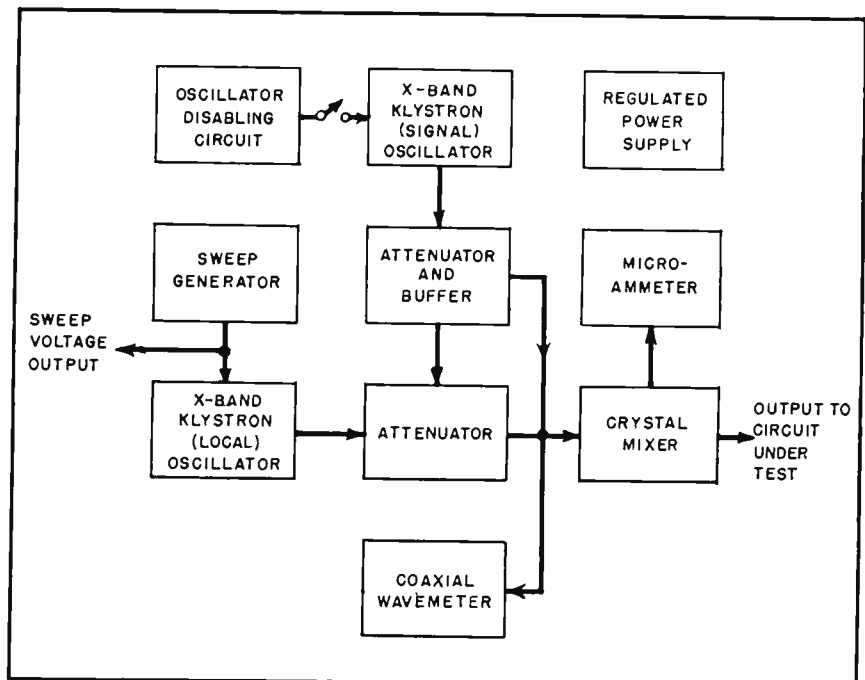 OSCILLATOR
DISABLING
CIRCUIT
X-BAND
KLYSTRON
(SIGNAL)
OSCILLATOR
REGULATED
POWER
SUPPLY
SWEEP
GENERATOR
ATTENUATOR
AND
BUFFER
MICRO-
AMMETER
SWEEP
VOLTAGE
OUTPUT
X-BAND
KLYSTRON
(LOCAL)
OSCILLATOR
ATTENUATOR
CRYSTAL
MIXER
OUTPUT TO
CIRCUIT
UNDER
TEST
COAXIAL
WAVEMETER